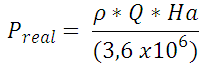 P_real = (ρ * Q * Ha) / ((3,6 x10^6))